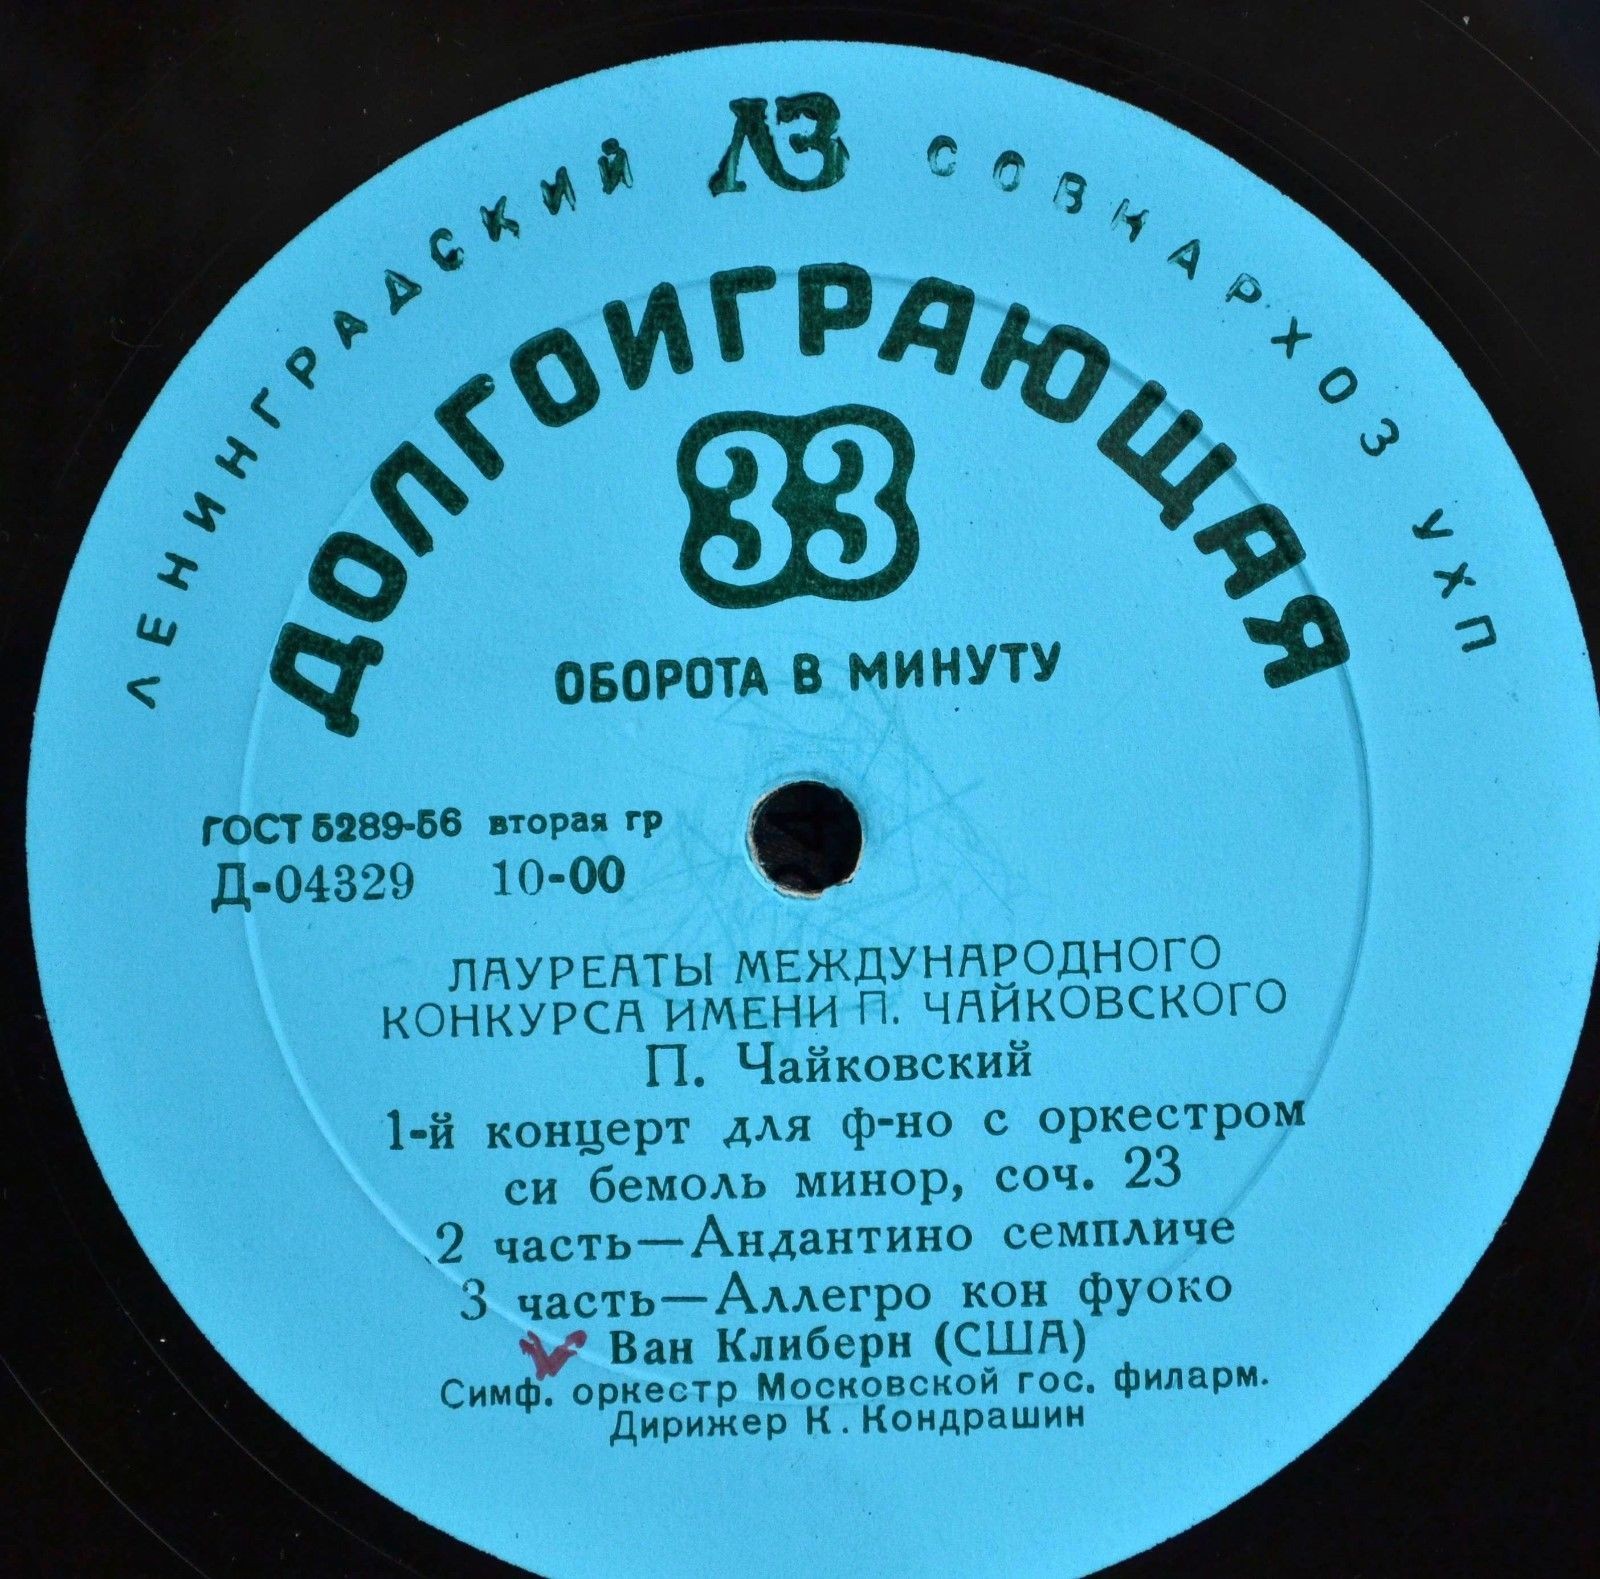 ЛЕНИНГРАДСКИЙ ЛЗ СОВНАРХОЗ УХП
ДОЛГОИГРАЮЩАЯ
33
ОБОРОТА В МИНУТУ
ГОСТ 5289-56 вторая гр
Д-04329 10-00
ЛАУРЕАТЫ МЕЖДУНАРОДНОГО
КОНКУРСА ИМЕНИ П. ЧАЙКОВСКОГО
П. Чайковский
1-й концерт для ф-но с оркестром
си бемоль минор, соч. 23
2 часть—Андантино семпличе
3 часть—Аллегро кон фуоко
Ван Клиберн (США)
Симф. оркестр Московской гос. филарм.
Дирижер К. Кондрашин